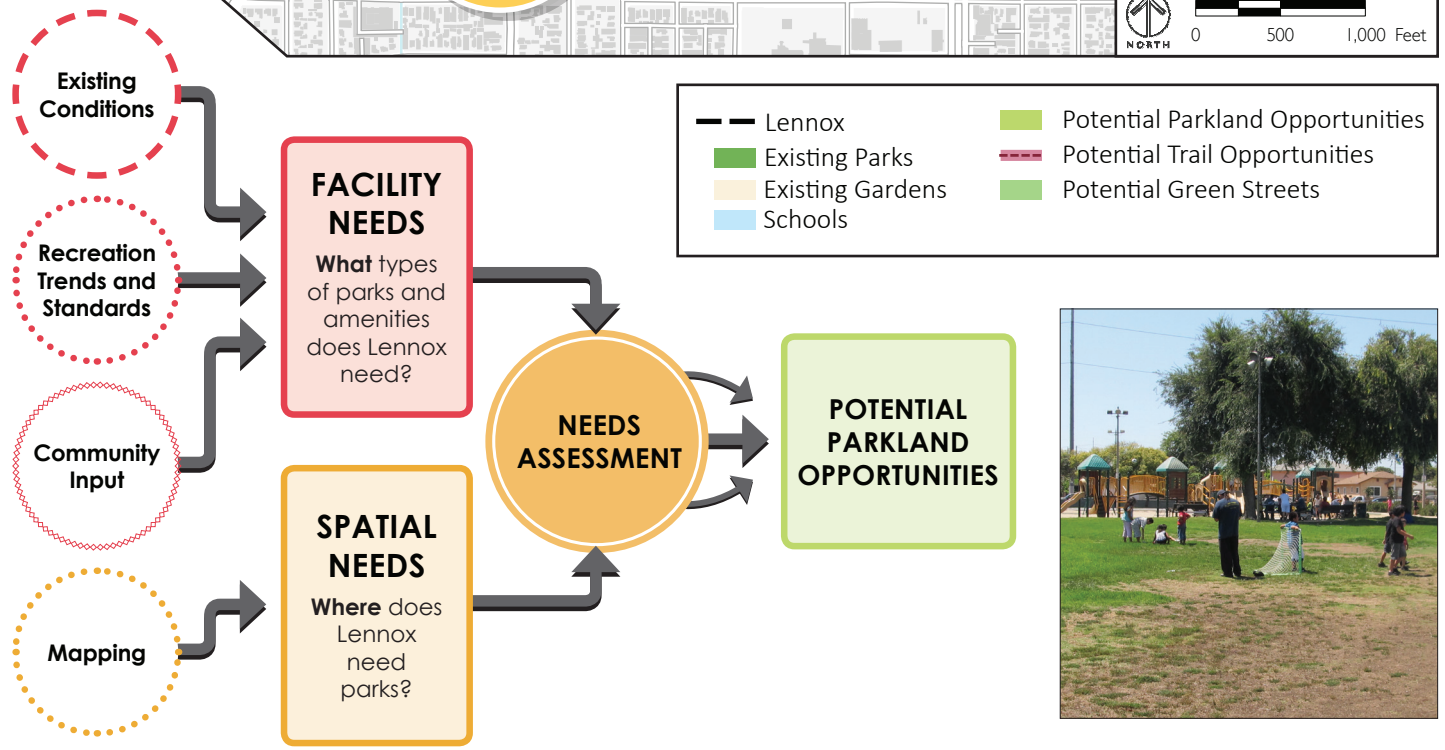 NORTH
0 500 1,000 Feet
Lennox
Existing Parks
Existing Gardens
Schools
Potential Parkland Opportunities
Potential Trail Opportunities
Potential Green Streets
Existing
Conditions
Recreation
Trends and
Standards
Community
Input
Mapping
FACILITY
NEEDS
What types
of parks and
amenities
does Lennox
need?
SPATIAL
NEEDS
Where does
Lennox
need
parks?
NEEDS
ASSESSMENT
POTENTIAL
PARKLAND
OPPORTUNITIES